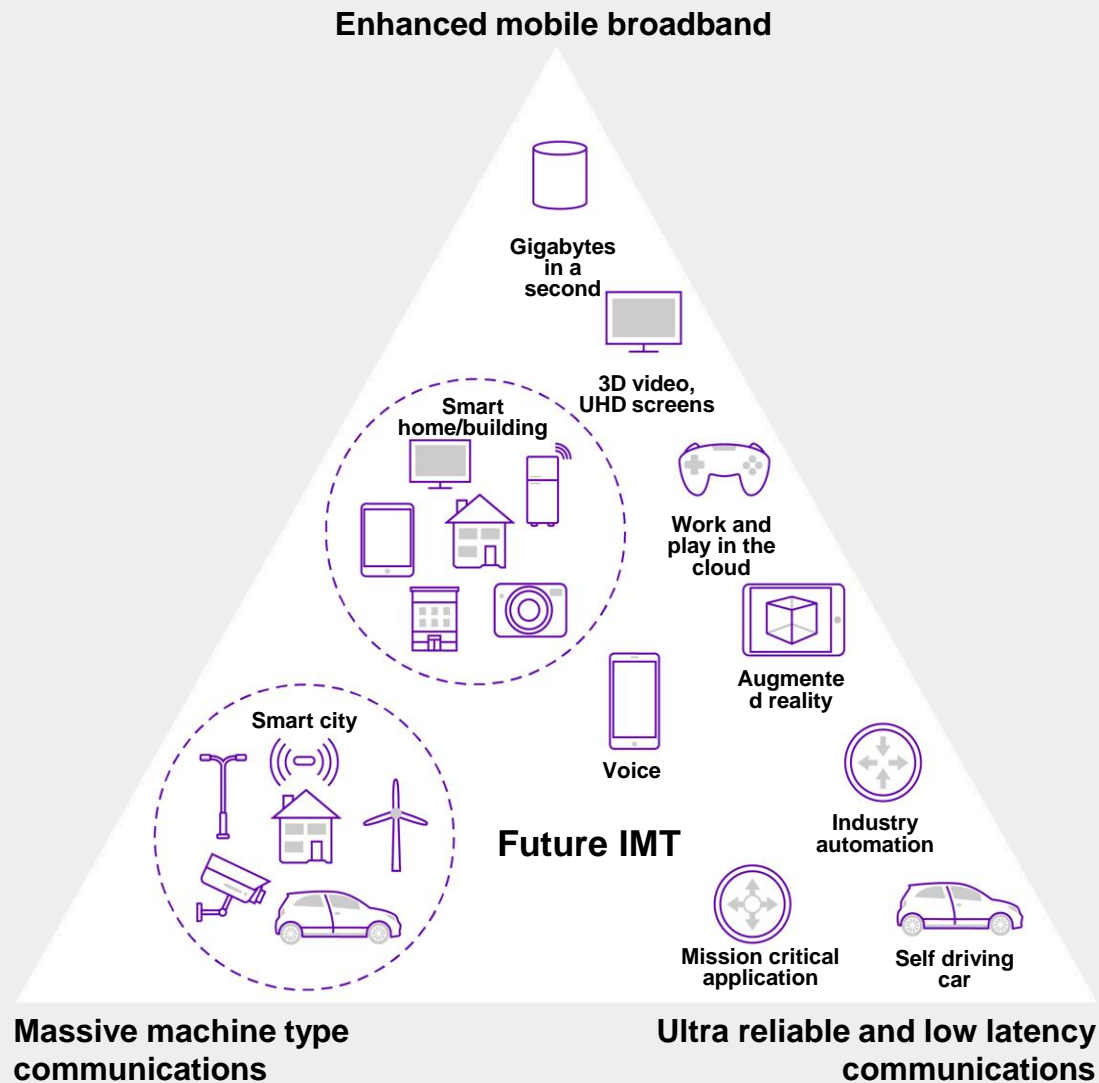 Enhanced mobile broadband
Gigabytes
in a
second
3D video,
UHD screens
Smart
home/building
Work and
play in the
cloud
Augmente
d reality
Smart city
Voice
Industry
automation
Future IMT
Mission critical
application
Self driving
car
Massive machine type
communications
Ultra reliable and low latency
communications